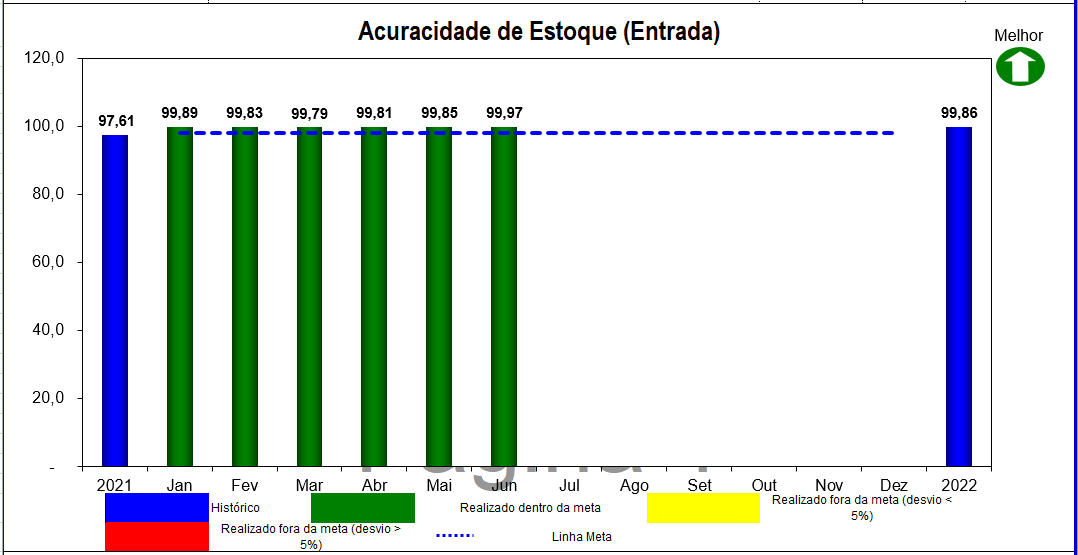 Acuracidade de Estoque (Entrada)
Melhor
120,0
100,0
80,0
60,0
40,0
20,0
-
97,61 99,89 99,83 99,79 99,81 99,85 99,97 99,86
2021 Jan Fev Mar Abr Mai Jun Jul Ago Set Out Nov Dez 2022
Histórico
Realizado dentro da meta
Realizado fora da meta (desvio <
5%)
Realizado fora da meta (desvio >
5%)
Linha Meta